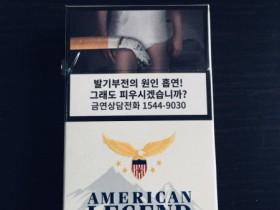 발기부전의 원인 흡연!
그래도 피우시겠습니까?
금연상담전화 1544-9030
AMERICAN
LEGEND